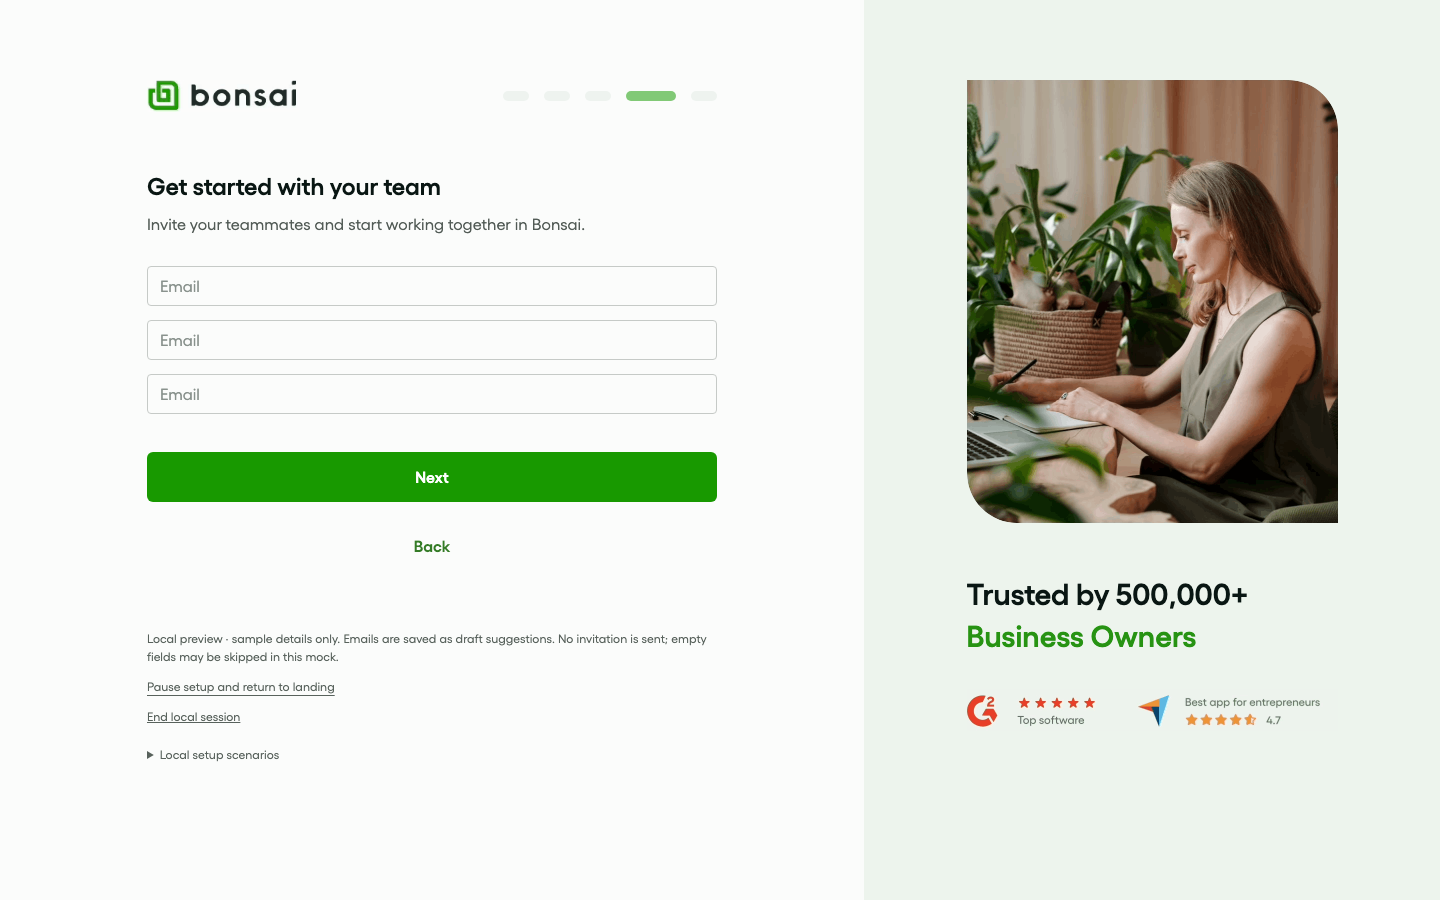 bonsai
Get started with your team
Invite your teammates and start working together in Bonsai.
Email
Email
Email
Next
Back
Local preview · sample details only. Emails are saved as draft suggestions. No invitation is sent; empty
fields may be skipped in this mock.
Pause setup and return to landing
End local session
Local setup scenarios
Trusted by 500,000+
Business Owners
G2
Top software
Best app for entrepreneurs
4.7